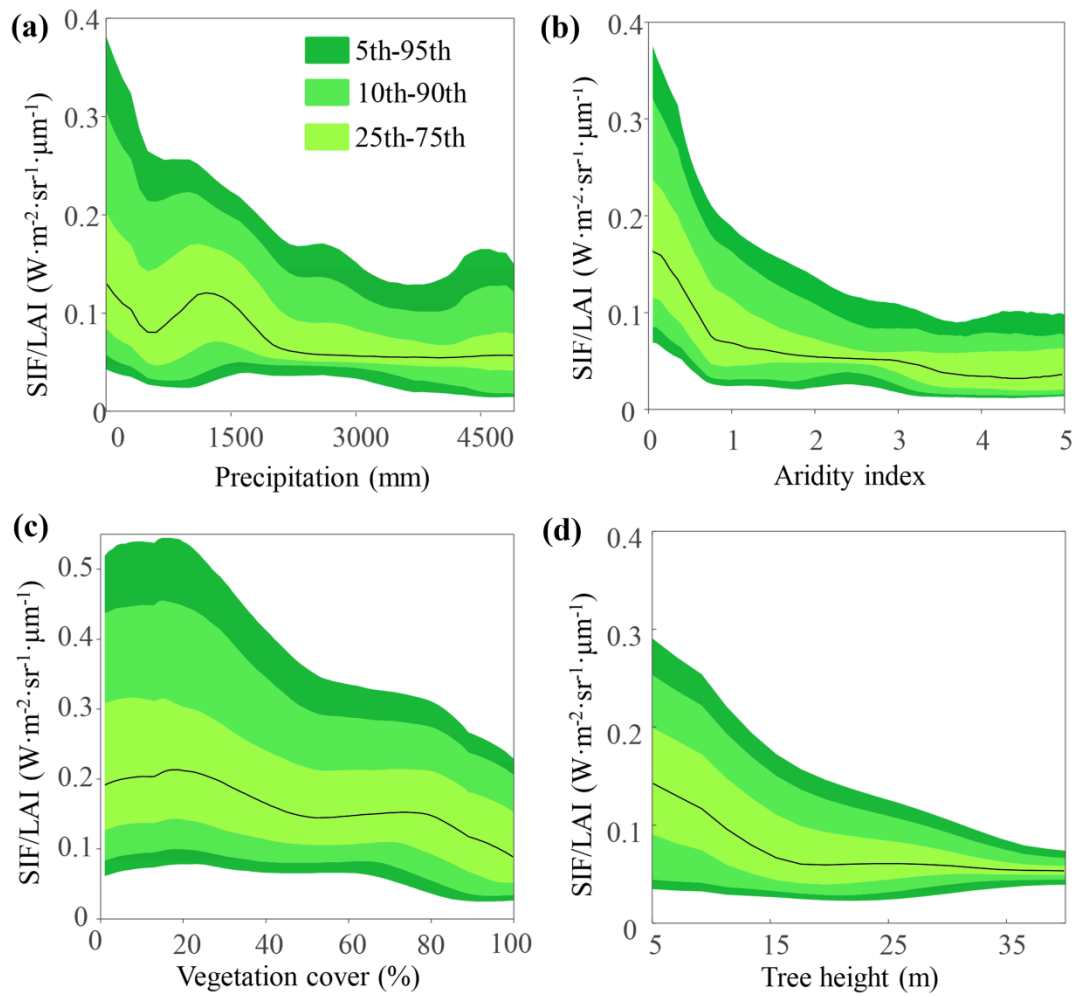 (a)
0.4
0.3
0.2
0.1
0
SIF/LAI (W·m⁻²·sr⁻¹·μm⁻¹)
5th-95th
10th-90th
25th-75th
0 1500 3000 4500
Precipitation (mm)
(b)
0.4
0.3
0.2
0.1
0
SIF/LAI (W·m⁻²·sr⁻¹·μm⁻¹)
0 1 2 3 4 5
Aridity index
(c)
0.5
0.4
0.3
0.2
0.1
0
SIF/LAI (W·m⁻²·sr⁻¹·μm⁻¹)
0 20 40 60 80 100
Vegetation cover (%)
(d)
0.4
0.3
0.2
0.1
0
SIF/LAI (W·m⁻²·sr⁻¹·μm⁻¹)
5 15 25 35
Tree height (m)